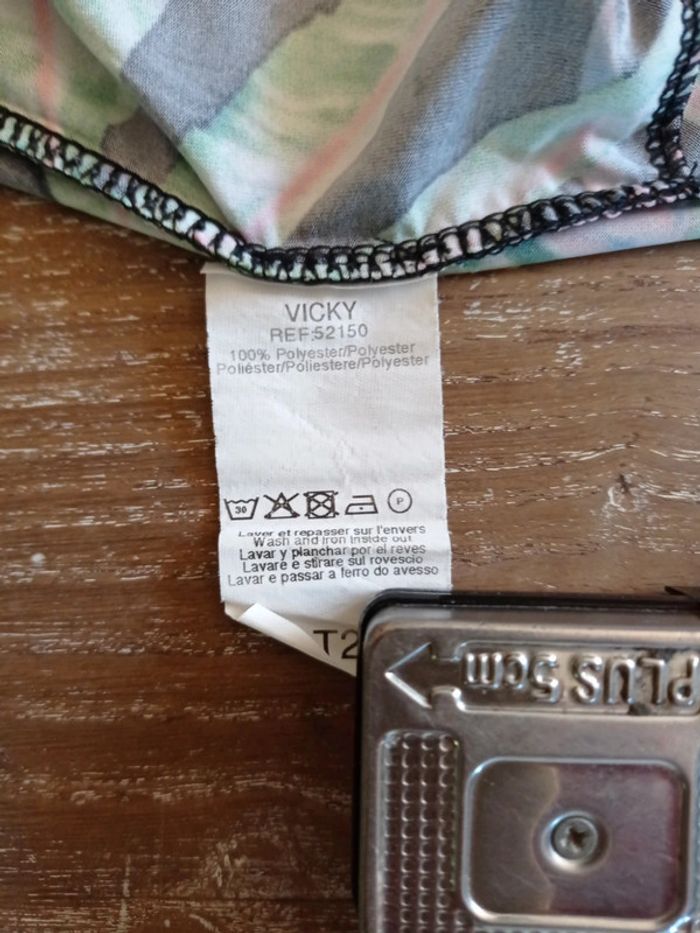 VICKY
REF:52150
100% Polyester/Polyester
Poliéster/Poliestere/Polyester
30
P
Laver et repasser sur l'envers
Wash and Iron Inside out
Lavar y planchar por el reves
Lavare e stirare sul rovescio
Lavar e passar a ferro do avesso
T2
PLUS 5cm